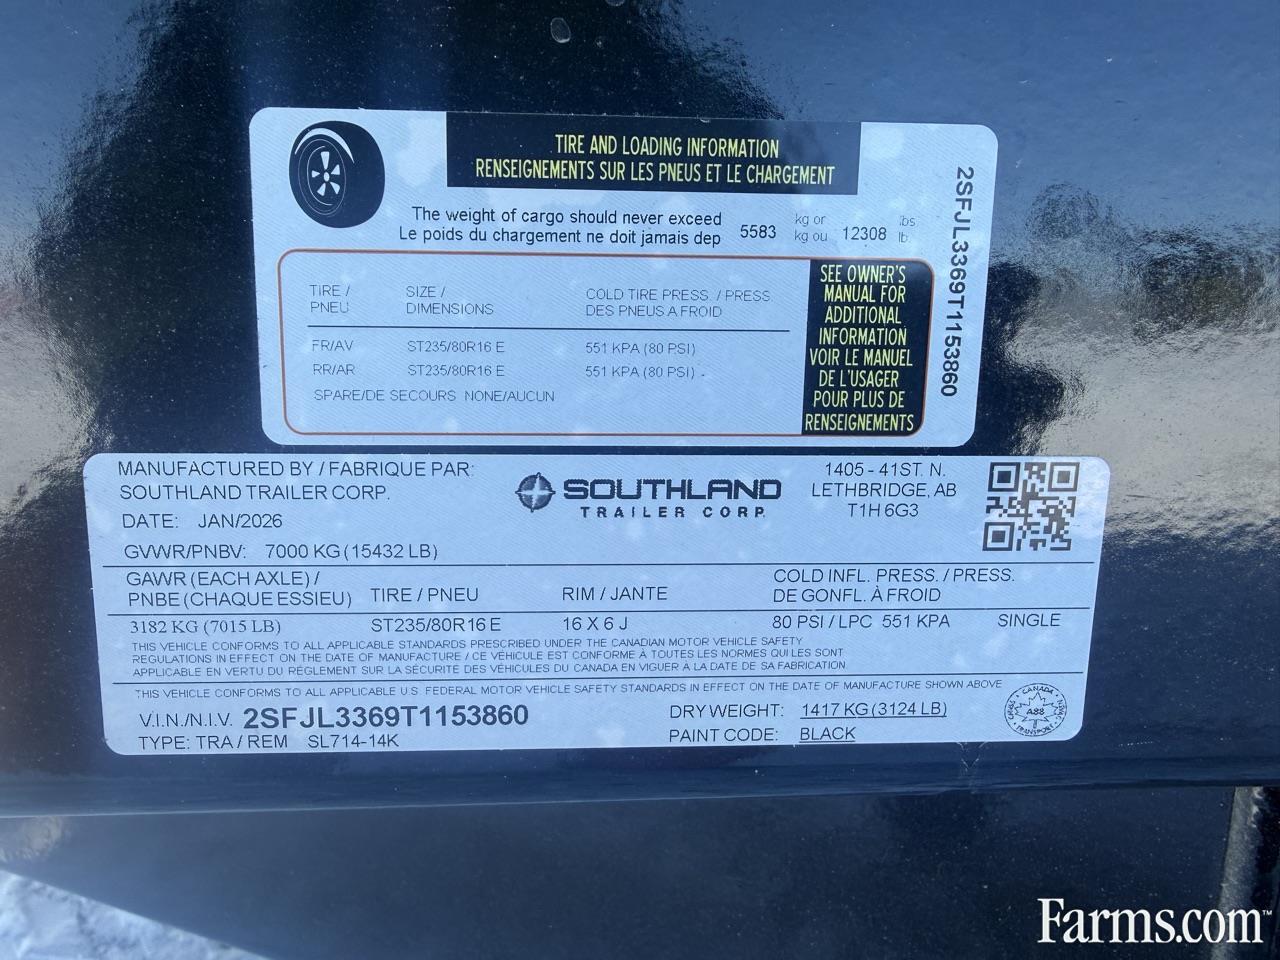 TIRE AND LOADING INFORMATION
RENSEIGNEMENTS SUR LES PNEUS ET LE CHARGEMENT
The weight of cargo should never exceed 5583 kg or 12308 lbs
Le poids du chargement ne doit jamais dep kg ou lb.
TIRE / SIZE / COLD TIRE PRESS. / PRESS
PNEU DIMENSIONS DES PNEUS A FROID
FR/AV ST235/80R16 E 551 KPA (80 PSI)
RR/AR ST235/80R16 E 551 KPA (80 PSI) -
SPARE/DE SECOURS NONE/AUCUN
SEE OWNER'S
MANUAL FOR
ADDITIONAL
INFORMATION
VOIR LE MANUEL
DE L'USAGER
POUR PLUS DE
RENSEIGNEMENTS
2SFJL3369T1153860
MANUFACTURED BY / FABRIQUE PAR:
SOUTHLAND TRAILER CORP.
DATE: JAN/2026
GVWR/PNBV: 7000 KG (15432 LB)
SOUTHLAND
TRAILER CORP.
1405 - 41ST. N.
LETHBRIDGE, AB
T1H 6G3
GAWR (EACH AXLE) / COLD INFL. PRESS. / PRESS.
PNBE (CHAQUE ESSIEU) TIRE / PNEU RIM / JANTE DE GONFL. À FROID
3182 KG (7015 LB) ST235/80R16 E 16 X 6 J 80 PSI / LPC 551 KPA SINGLE
THIS VEHICLE CONFORMS TO ALL APPLICABLE STANDARDS PRESCRIBED UNDER THE CANADIAN MOTOR VEHICLE SAFETY
REGULATIONS IN EFFECT ON THE DATE OF MANUFACTURE / CE VÉHICULE EST CONFORME À TOUTES LES NORMES QUI LES SONT
APPLICABLE EN VERTU DU RÉGLEMENT SUR LA SÉCURITE DES VÉHICULES DU CANADA EN VIGUER A LA DATE DE SA FABRICATION
THIS VEHICLE CONFORMS TO ALL APPLICABLE U.S. FEDERAL MOTOR VEHICLE SAFETY STANDARDS IN EFFECT ON THE DATE OF MANUFACTURE SHOWN ABOVE
V.I.N./N.I.V. 2SFJL3369T1153860 DRY WEIGHT: 1417 KG (3124 LB)
TYPE: TRA / REM SL714-14K PAINT CODE: BLACK
CANADA
A88
TRANSPORT
Farms.com™